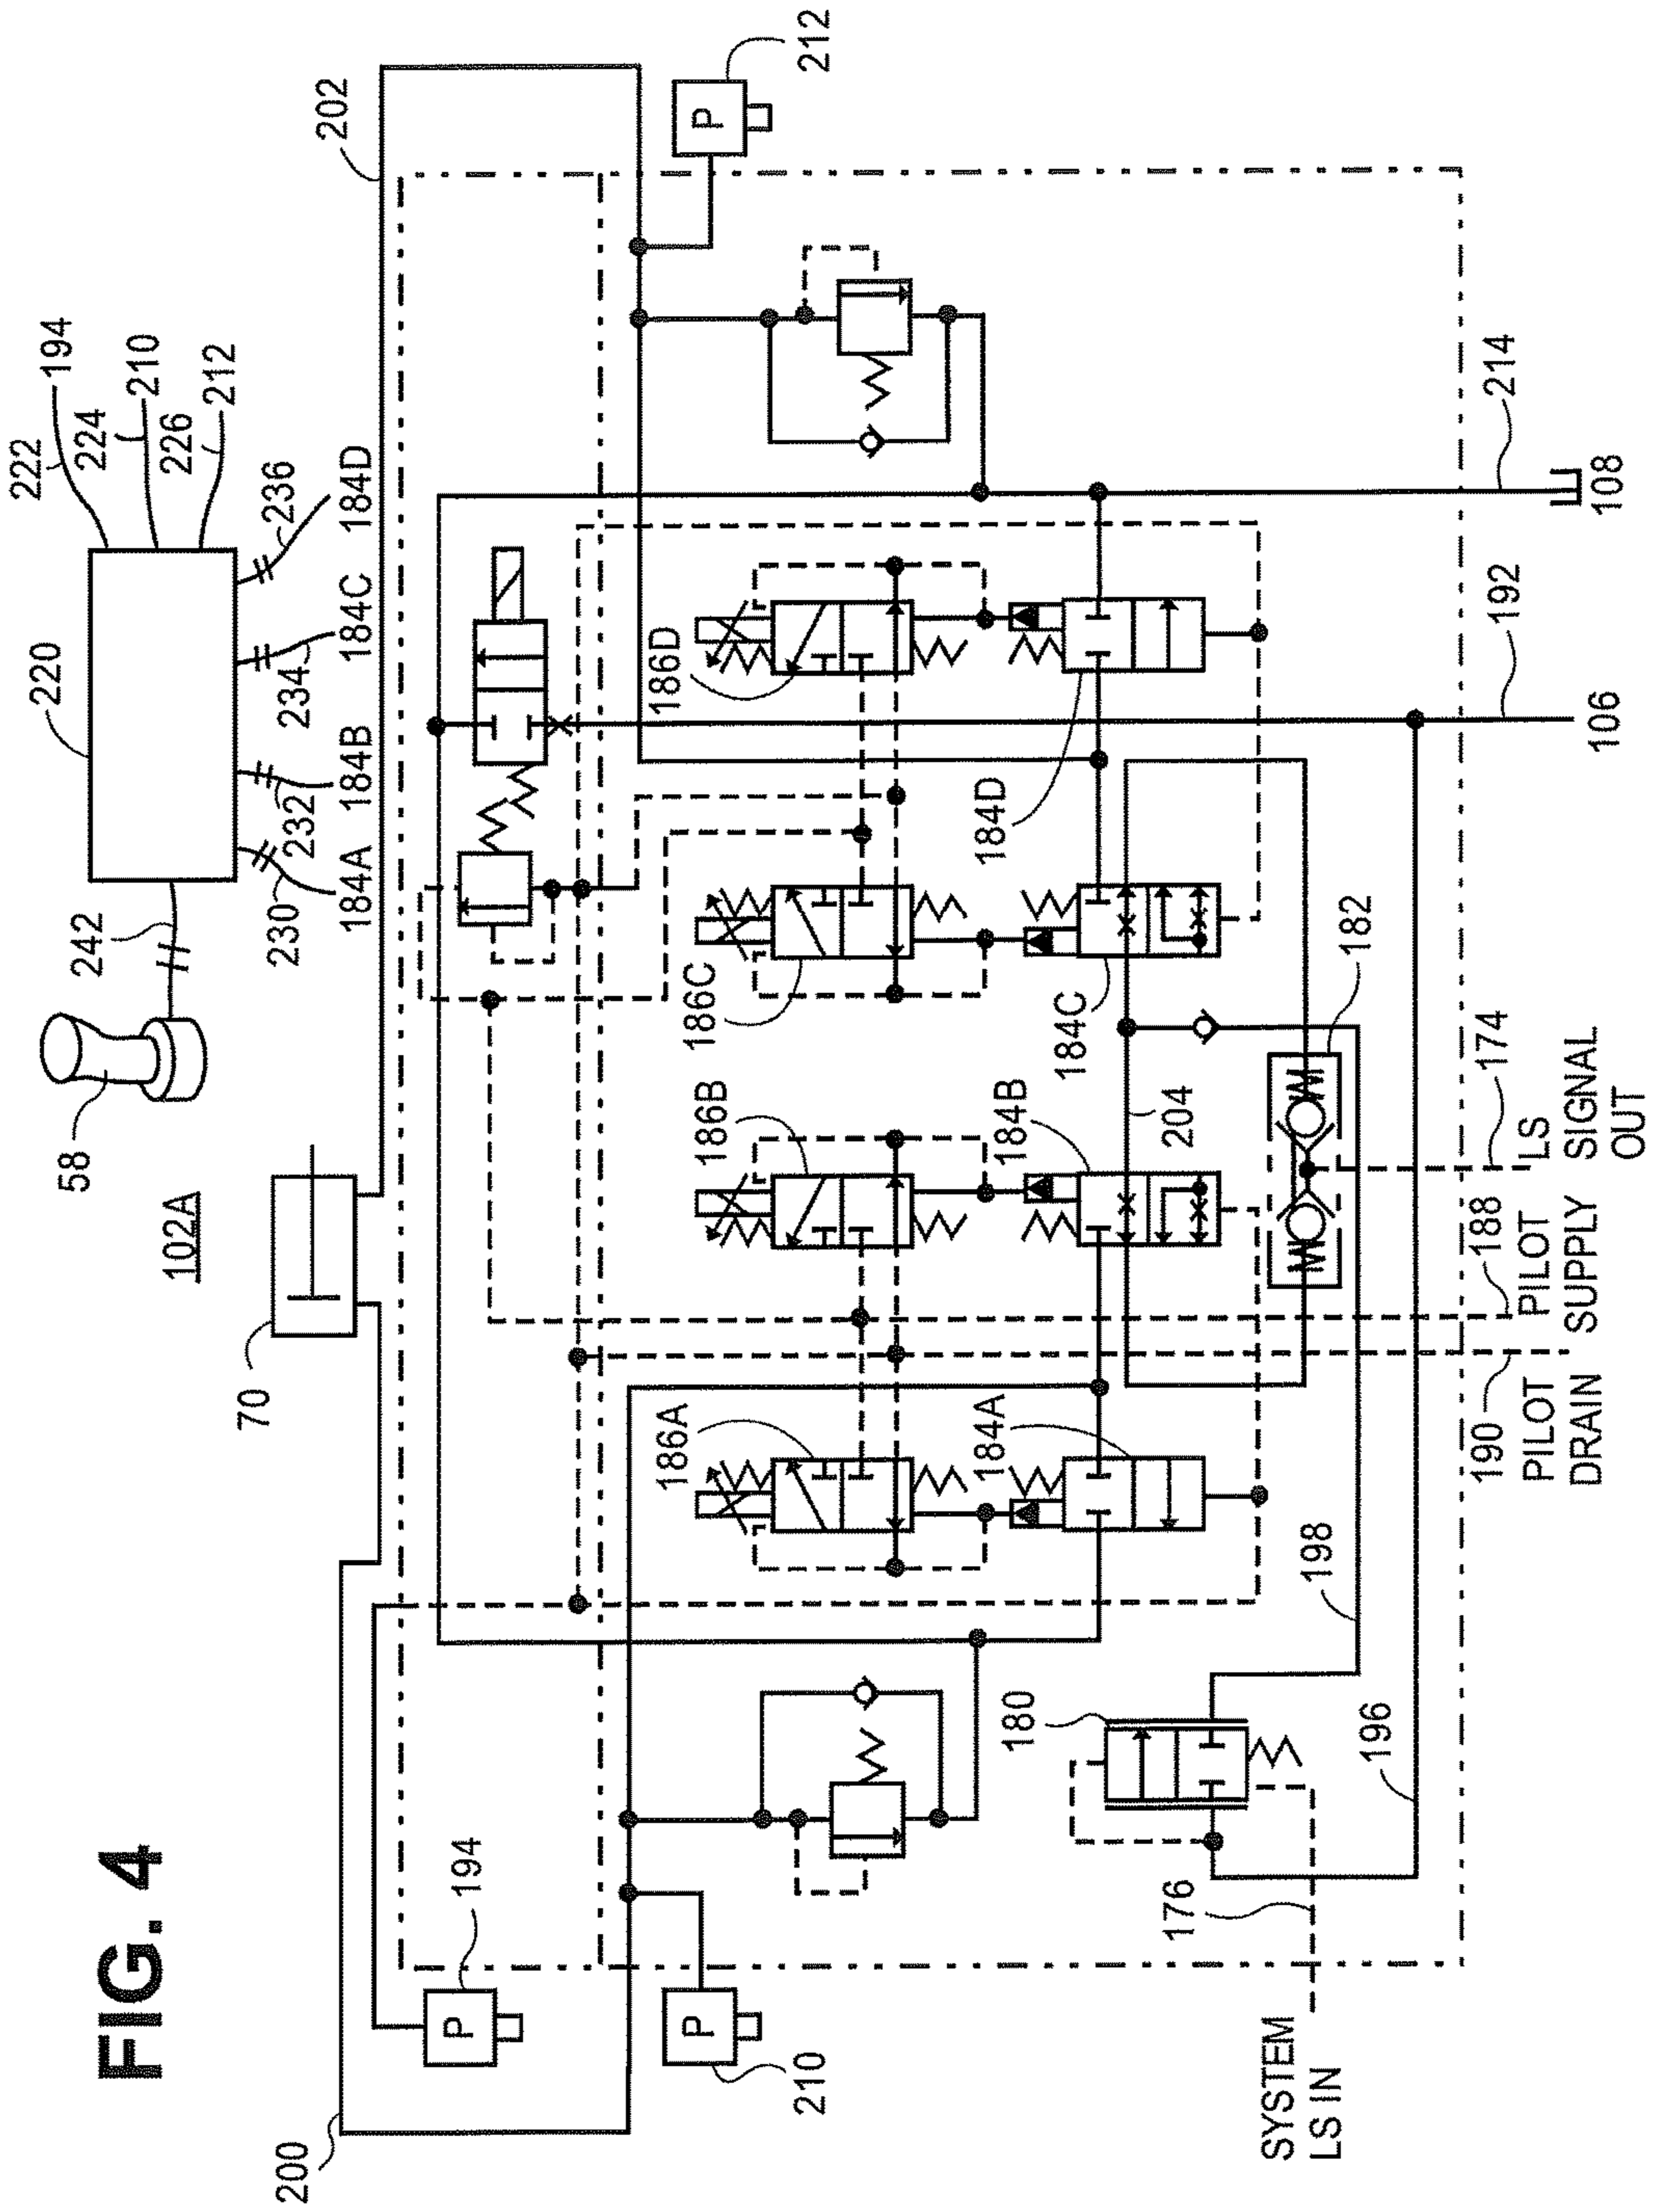 FIG. 4
102A
58
242
220
222
194
224
210
226
212
230
184A
232
184B
234
184C
236
184D
70
200
202
P
194
P
210
P
212
186A
186B
186C
186D
184A
184B
184C
184D
204
182
180
176
196
198
SYSTEM
LS IN
190
PILOT
DRAIN
188
PILOT
SUPPLY
174
LS
SIGNAL
OUT
192
106
214
108